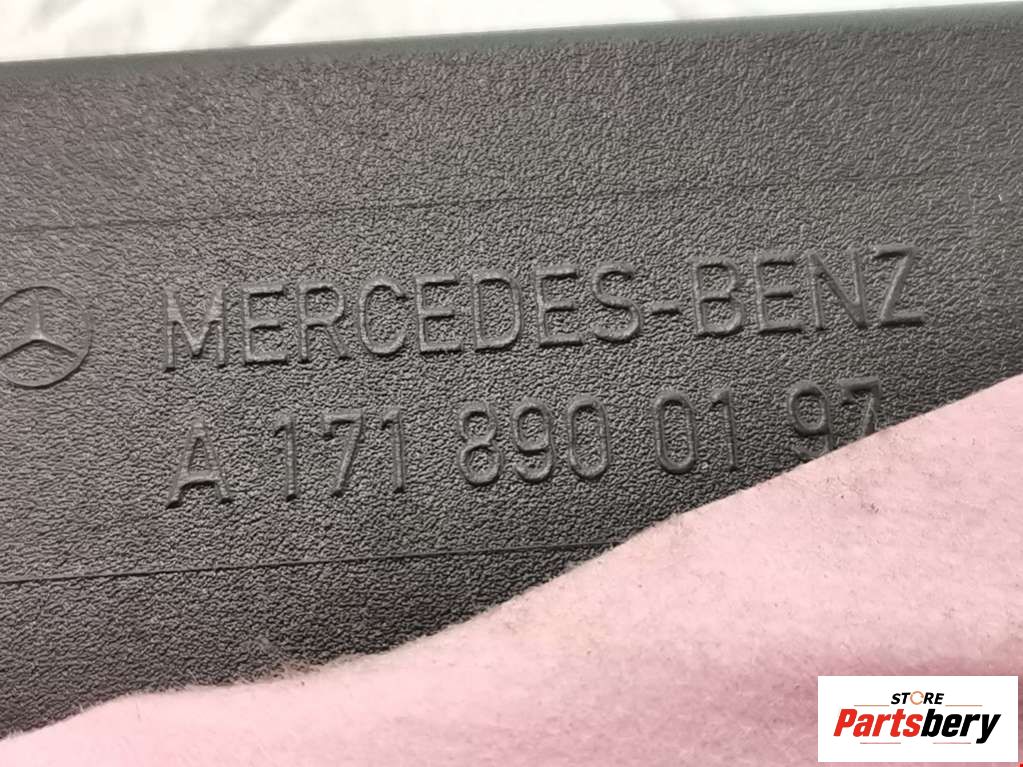 MERCEDES-BENZ
A 171 890 01 97
STORE
Partsbery